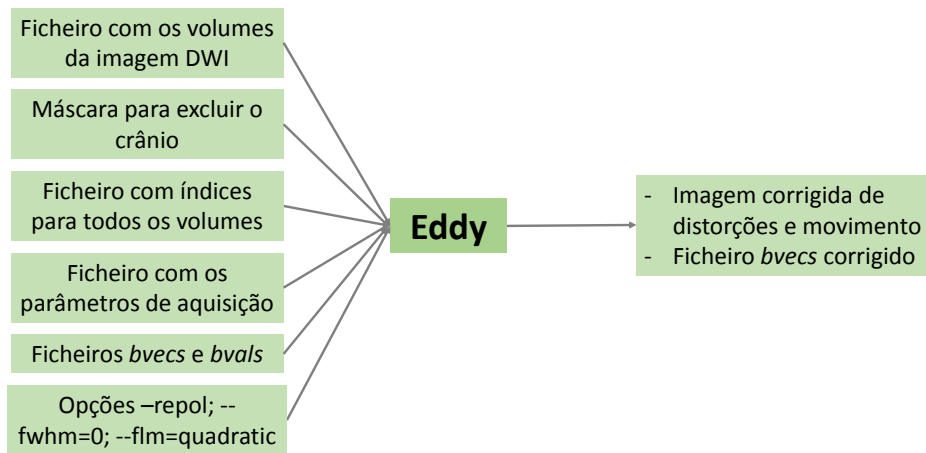 Ficheiro com os volumes
da imagem DWI
Máscara para excluir o
crânio
Ficheiro com índices
para todos os volumes
Ficheiro com os
parâmetros de aquisição
Ficheiros bvecs e bvals
Opções –repol; --
fwhm=0; --flm=quadratic
Eddy
- Imagem corrigida de
distorções e movimento
- Ficheiro bvecs corrigido